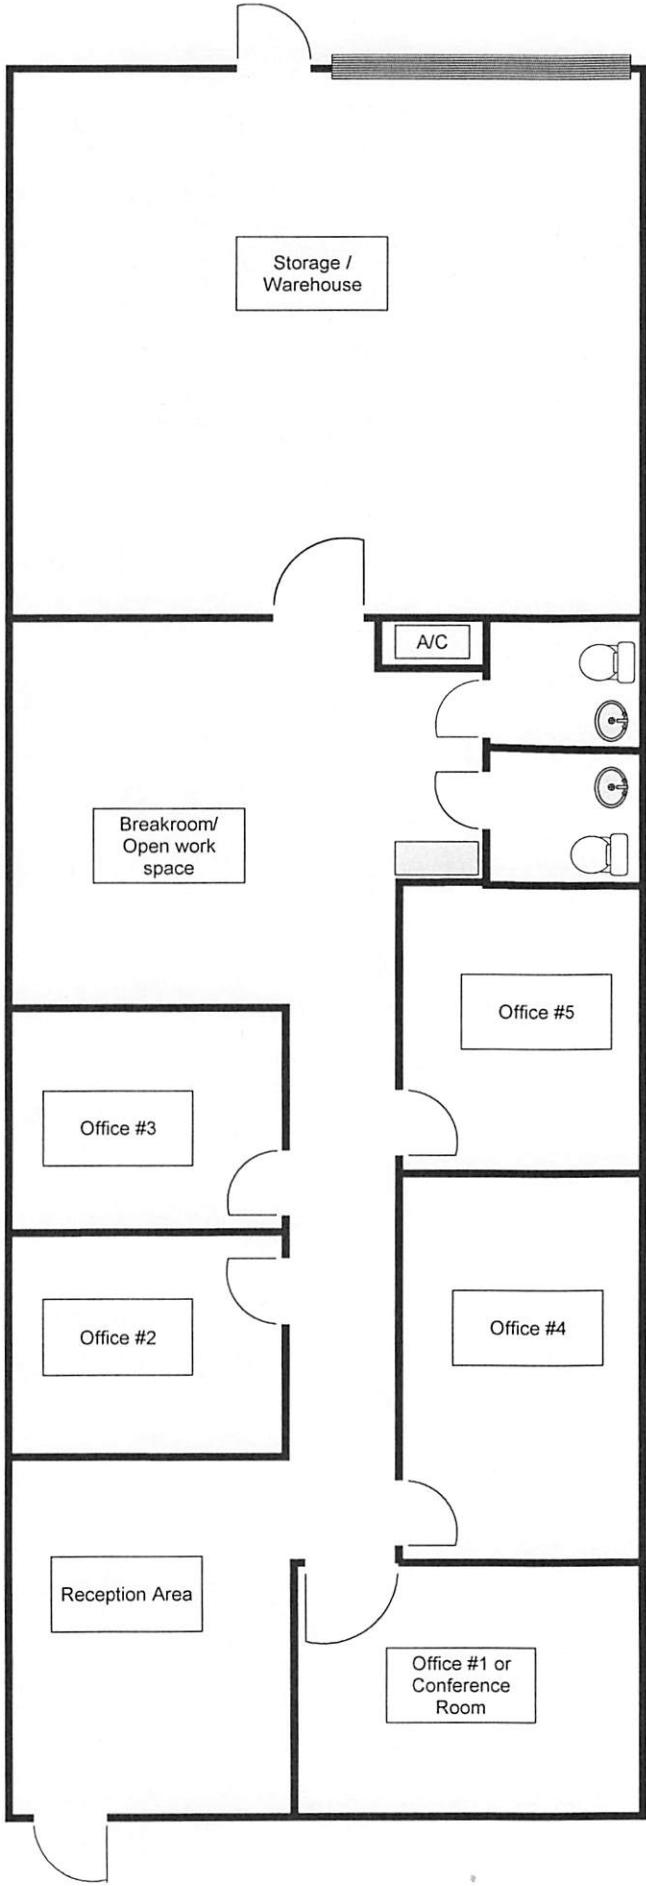 Storage /
Warehouse
A/C
Breakroom/
Open work
space
Office #5
Office #3
Office #4
Office #2
Reception Area
Office #1 or
Conference
Room